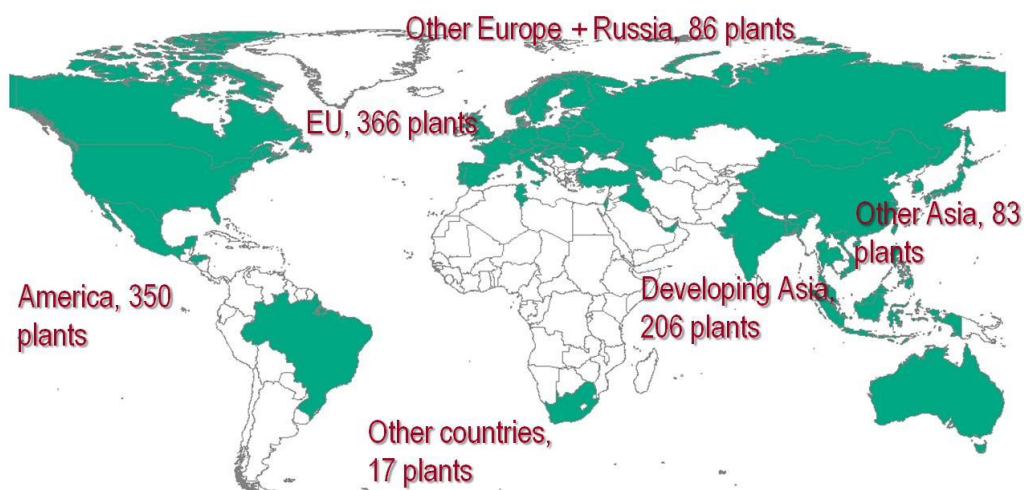 Other Europe + Russia, 86 plants
EU, 366 plants
Other Asia, 83
plants
America, 350
plants
Developing Asia,
206 plants
Other countries,
17 plants